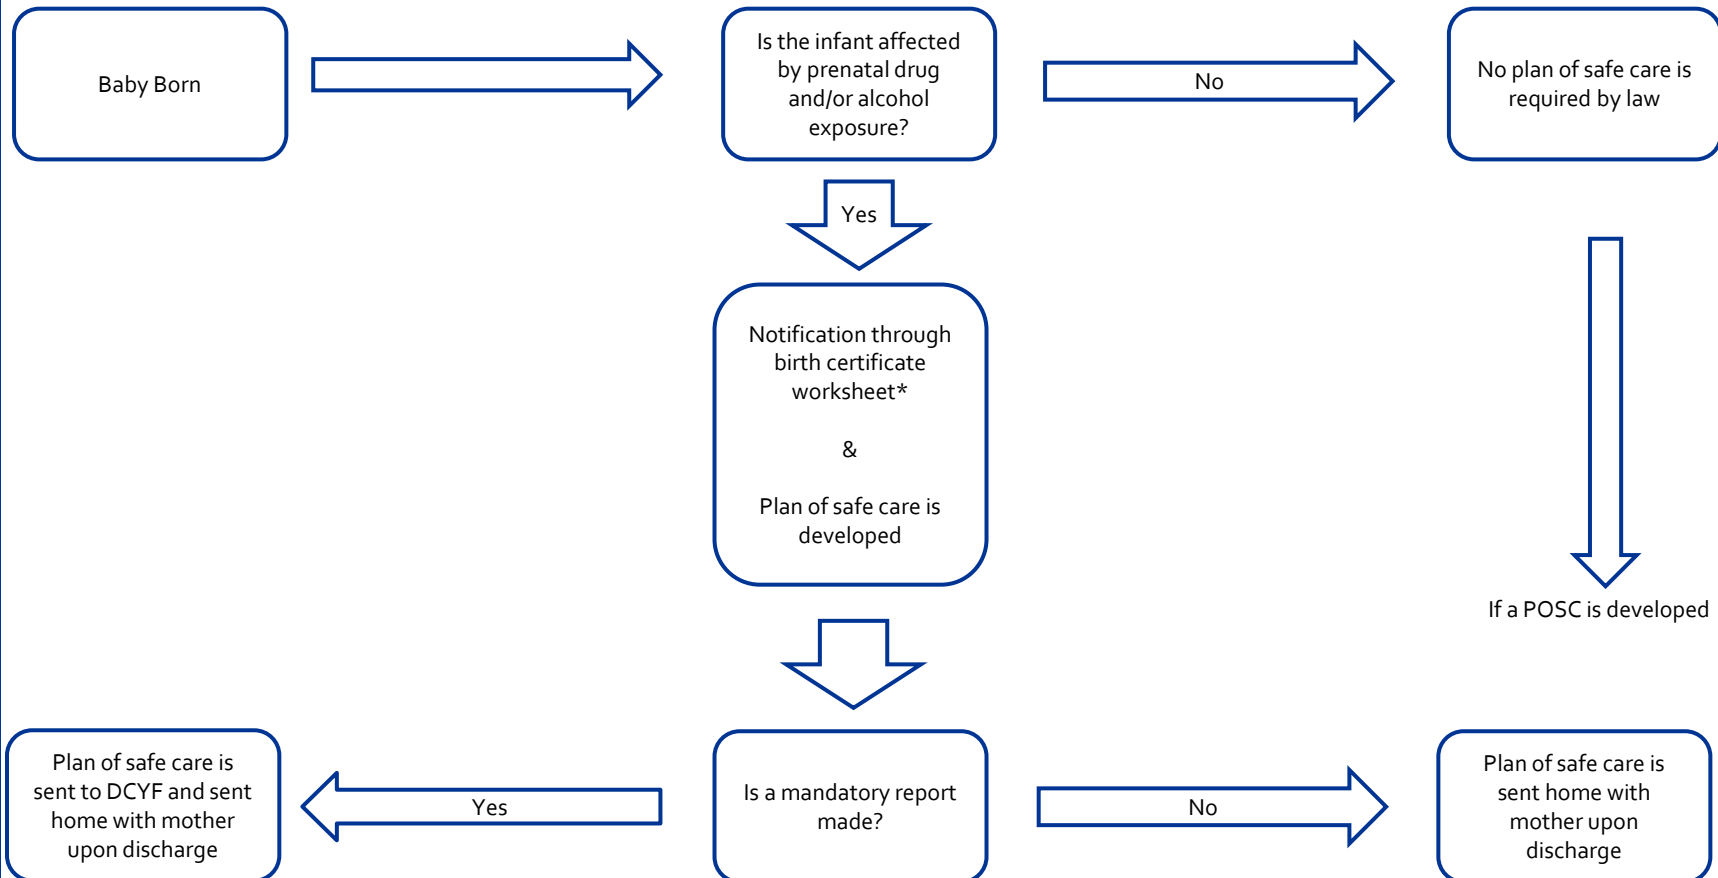 Baby Born
Is the infant affected
by prenatal drug
and/or alcohol
exposure?
No
No plan of safe care is
required by law
Yes
Notification through
birth certificate
worksheet*
&
Plan of safe care is
developed
If a POSC is developed
Plan of safe care is
sent to DCYF and sent
home with mother
upon discharge
Yes
Is a mandatory report
made?
No
Plan of safe care is
sent home with
mother upon
discharge